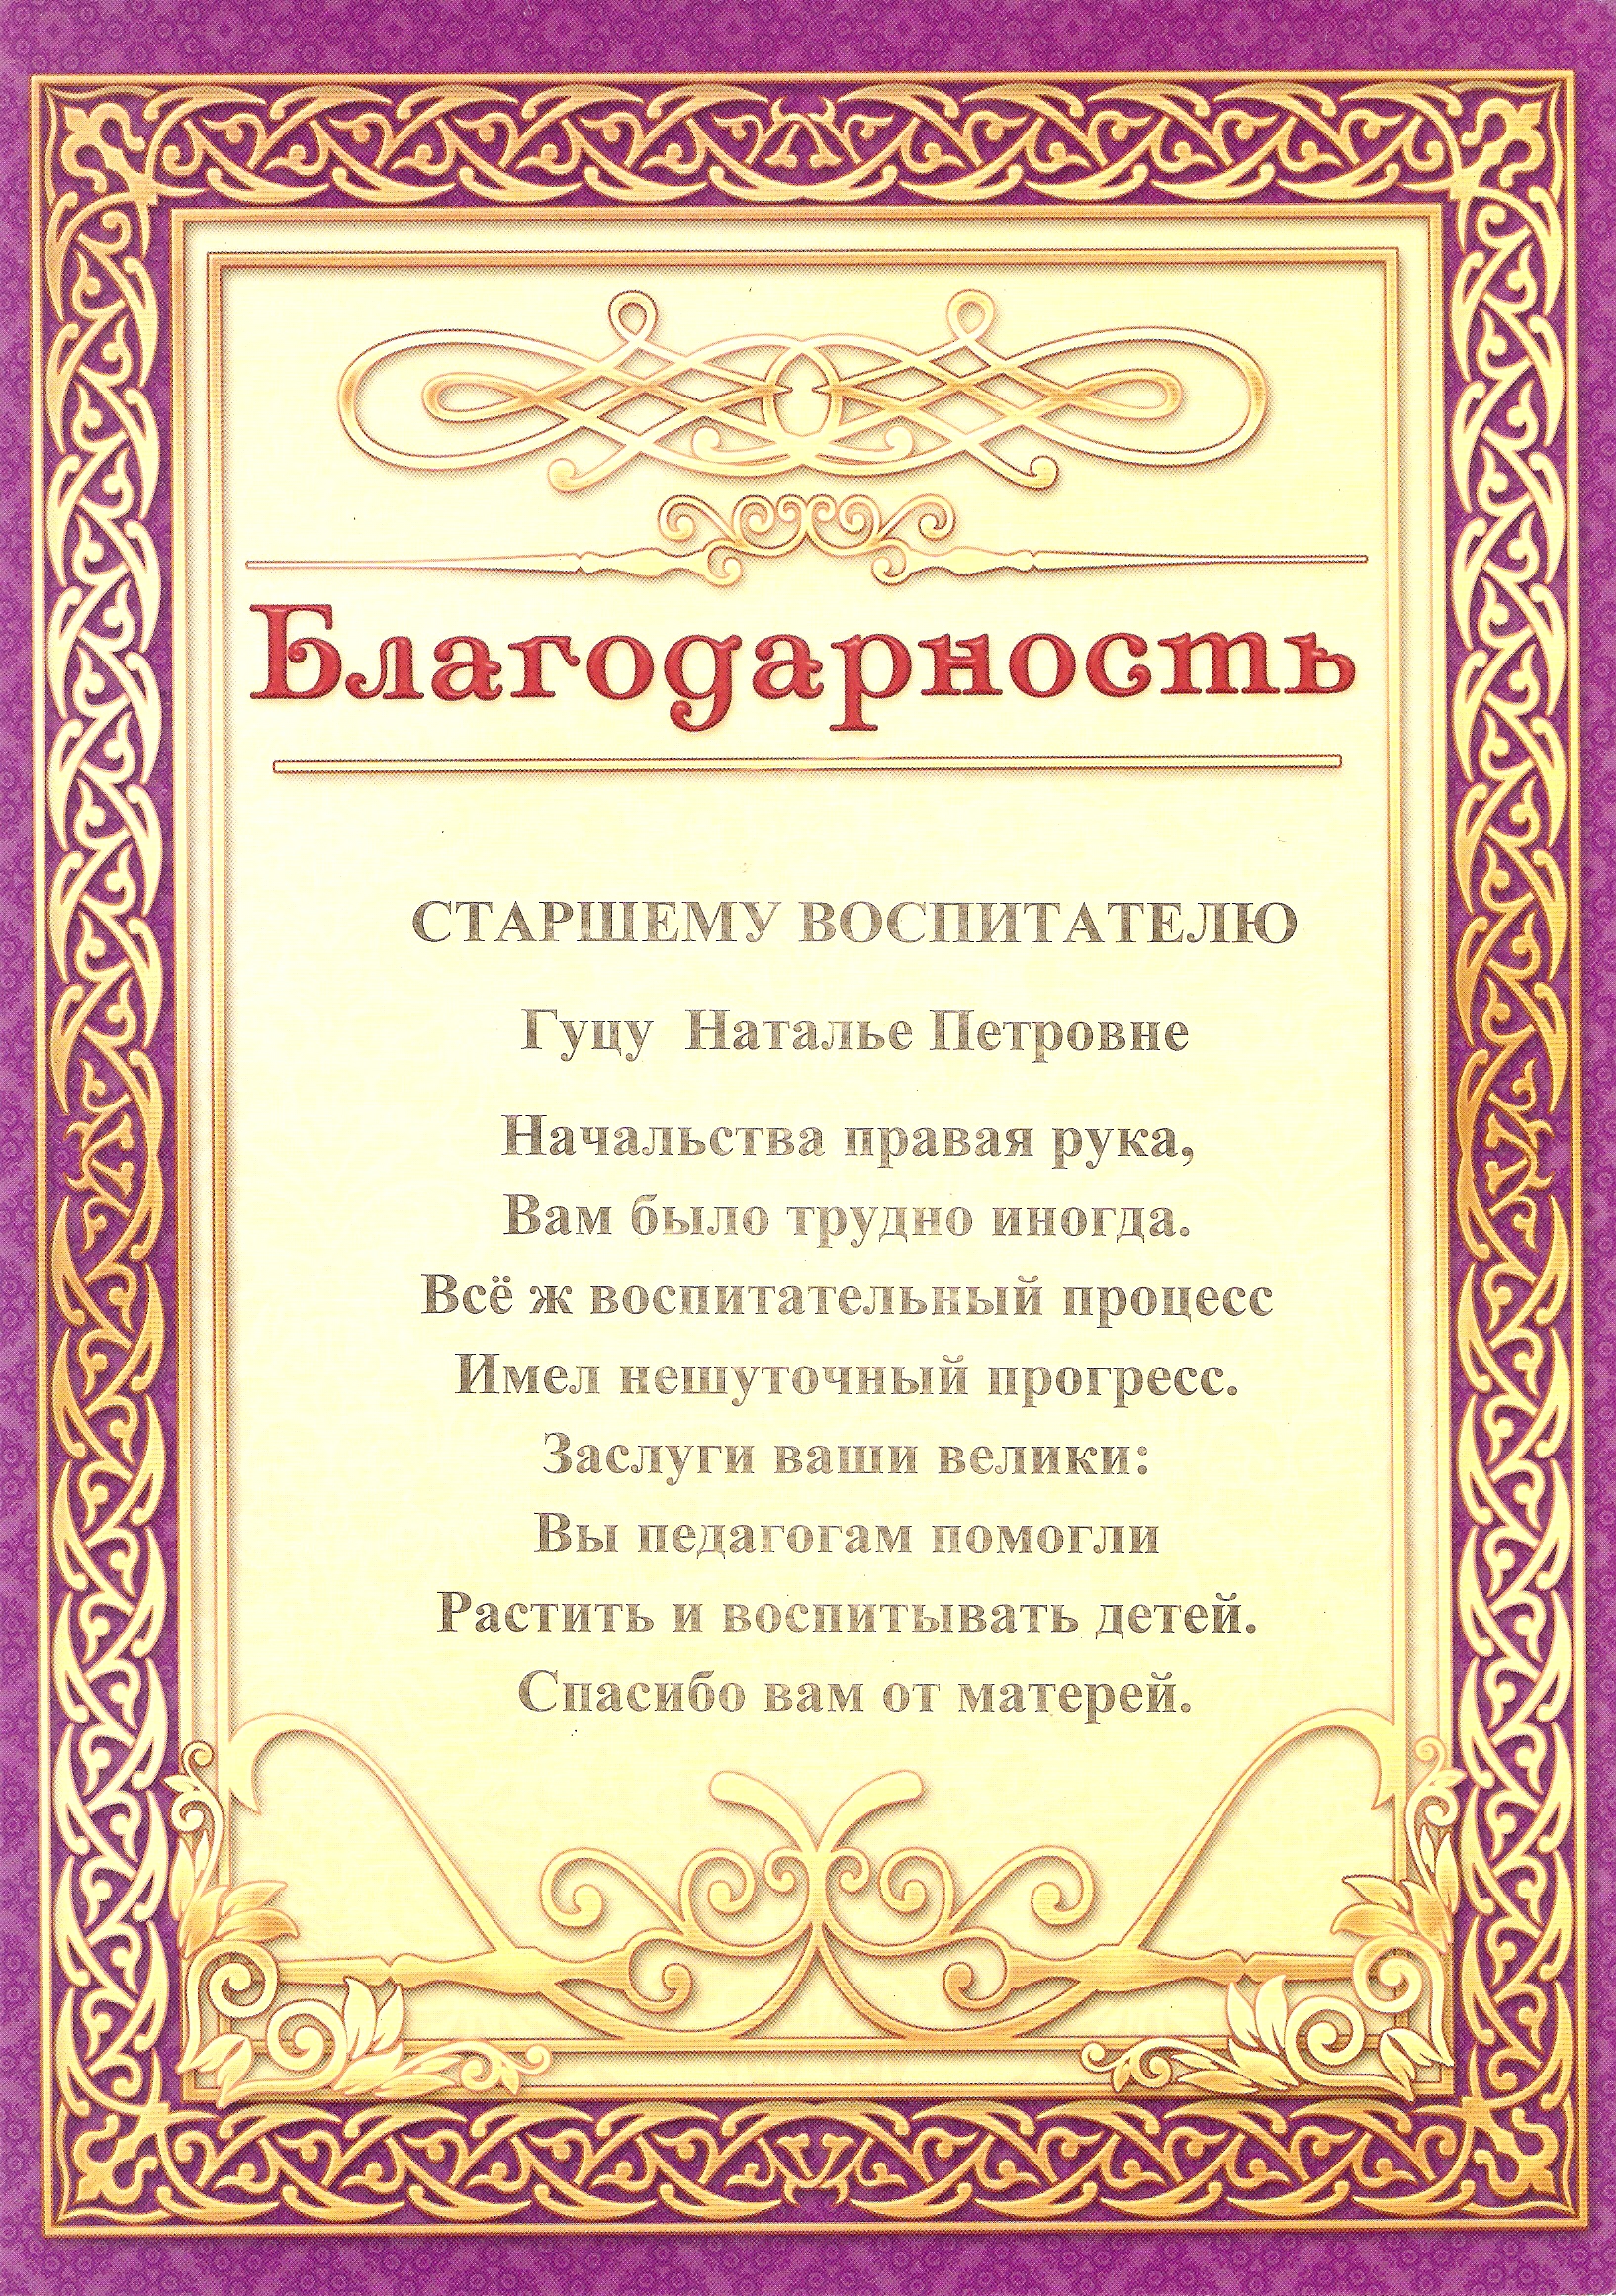 Благодарность
СТАРШЕМУ ВОСПИТАТЕЛЮ
Гуцу Наталье Петровне
Начальства правая рука,
Вам было трудно иногда.
Всё ж воспитательный процесс
Имел нешуточный прогресс.
Заслуги ваши велики:
Вы педагогам помогли
Растить и воспитывать детей.
Спасибо вам от матерей.